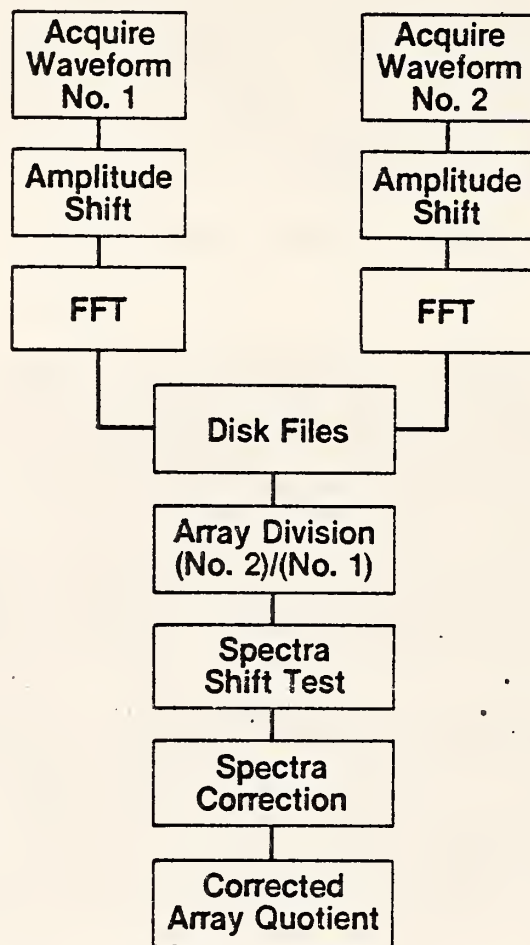 Acquire
Waveform
No. 1
Acquire
Waveform
No. 2
Amplitude
Shift
Amplitude
Shift
FFT
FFT
Disk Files
Array Division
(No. 2)/(No. 1)
Spectra
Shift Test
Spectra
Correction
Corrected
Array Quotient